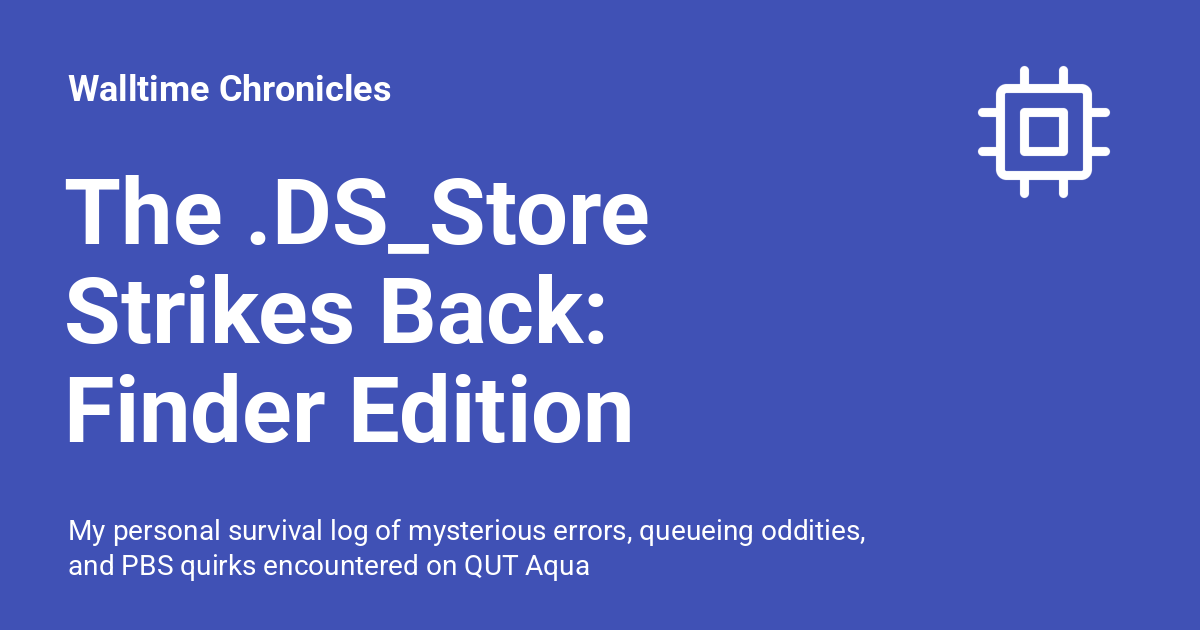 Walltime Chronicles
The .DS_Store
Strikes Back:
Finder Edition
My personal survival log of mysterious errors, queueing oddities,
and PBS quirks encountered on QUT Aqua